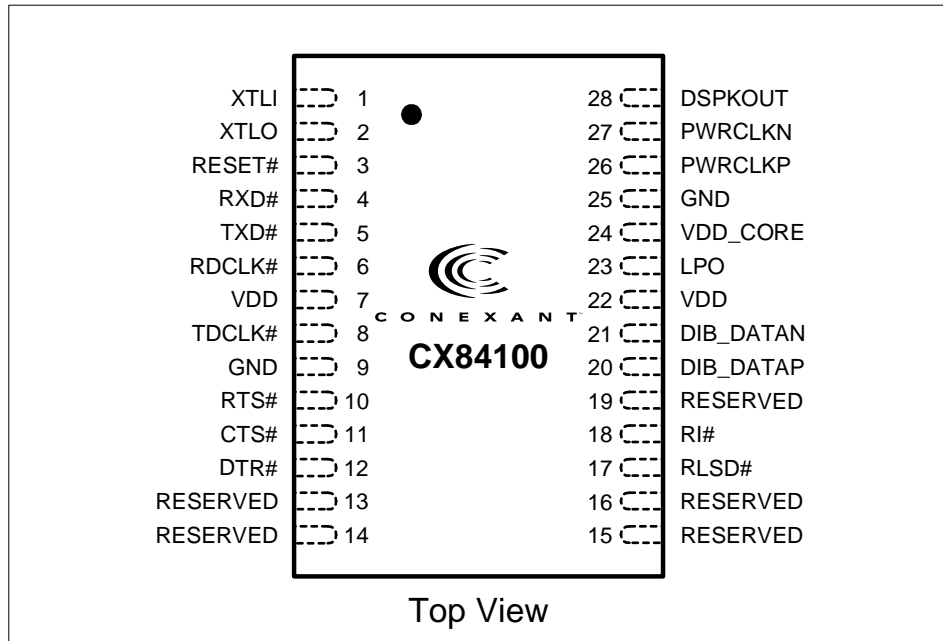 XTLI 1 28 DSPKOUT
XTLO 2 27 PWRCLKN
RESET# 3 26 PWRCLKP
RXD# 4 25 GND
TXD# 5 24 VDD_CORE
RDCLK# 6 23 LPO
VDD 7 22 VDD
CONEXANT™
TDCLK# 8 21 DIB_DATAN
CX84100
GND 9 20 DIB_DATAP
RTS# 10 19 RESERVED
CTS# 11 18 RI#
DTR# 12 17 RLSD#
RESERVED 13 16 RESERVED
RESERVED 14 15 RESERVED
Top View